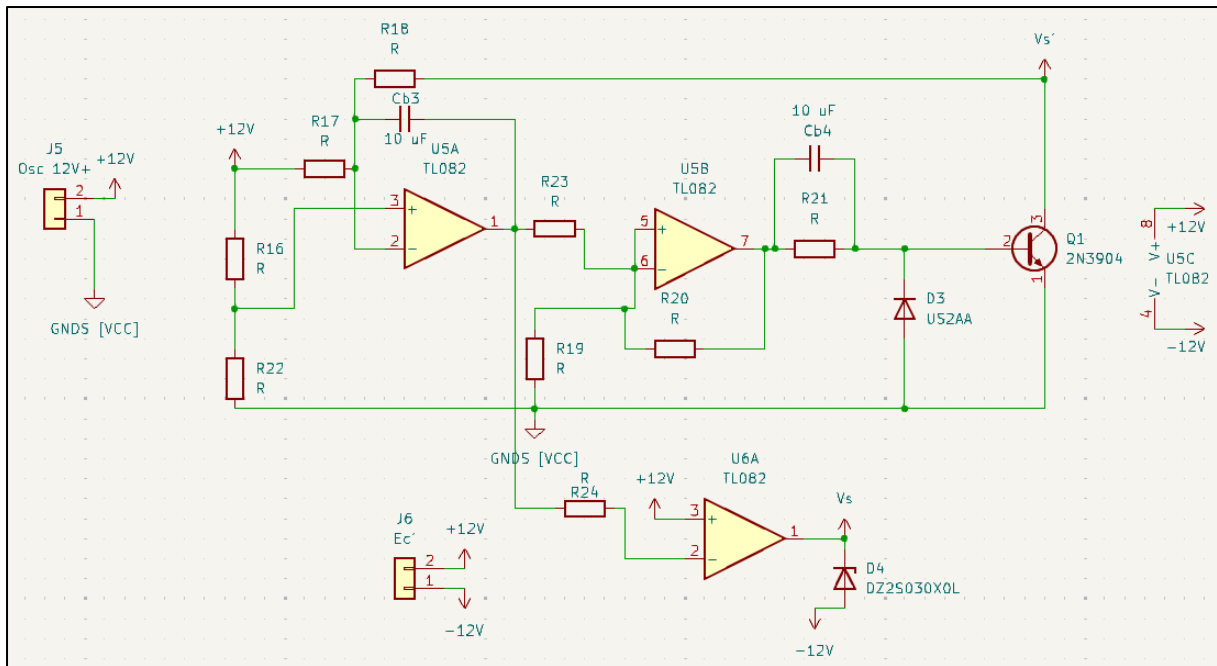 R18
R
Vs'
Cb3
10 uF
10 uF
Cb4
+12V
R17
R
U5A
TL082
J5
Osc 12V+
+12V
2
1
U5B
TL082
R23
R
R21
R
3
+
2
−
1
5
+
6
−
7
3
2
1
Q1
2N3904
8
V+
+12V
U5C
TL082
V-
4
-12V
R16
R
R20
R
D3
US2AA
GNDS [VCC]
R22
R
R19
R
GNDS [VCC]
R
R24
+12V
U6A
TL082
Vs
3
+
2
−
1
J6
Ec'
+12V
2
1
-12V
D4
DZ2S030X0L
-12V